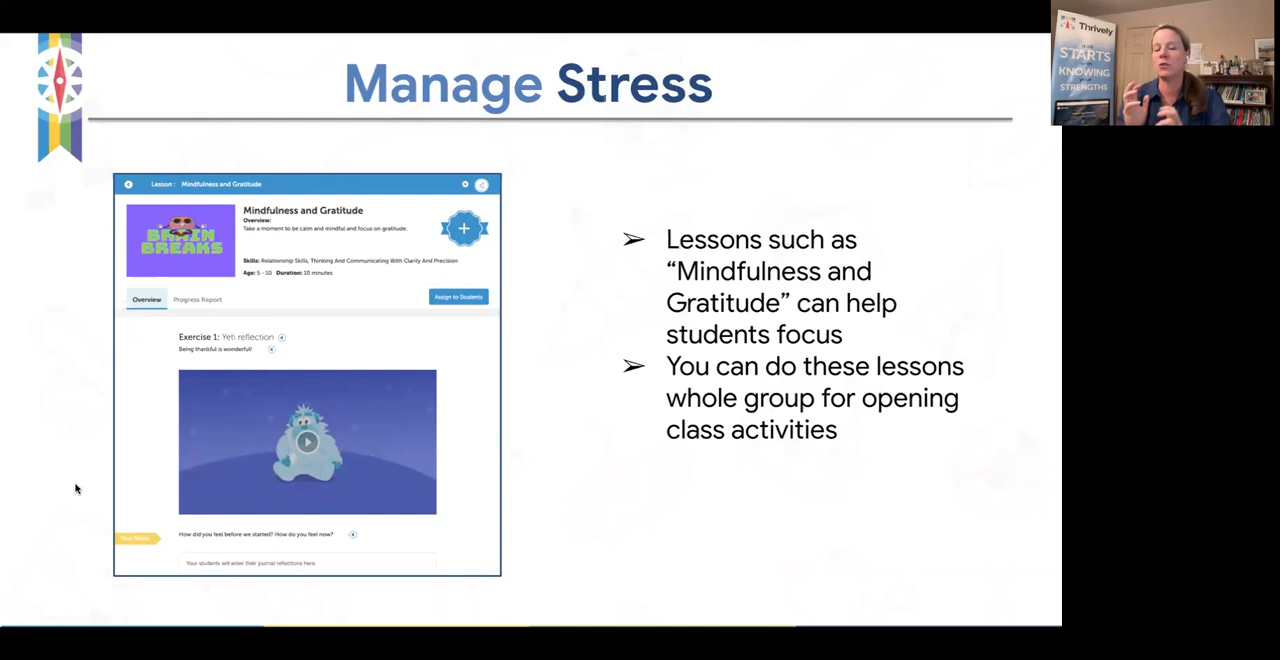 Manage Stress
Thrively
STARTS
KNOWING
STRENGTHS
Lesson : Mindfulness and Gratitude
BRAIN
BREAKS
Mindfulness and Gratitude
Overview:
Take a moment to be calm and mindful and focus on gratitude.
Skills: Relationship Skills, Thinking And Communicating With Clarity And Precision
Age: 5 - 10 Duration: 10 minutes
Overview Progress Report
Assign to Students
Exercise 1: Yeti reflection
Being thankful is wonderful!
Your Notes
How did you feel before we started? How do you feel now?
Your students will enter their journal reflections here.
➢ Lessons such as
“Mindfulness and
Gratitude” can help
students focus
➢ You can do these lessons
whole group for opening
class activities